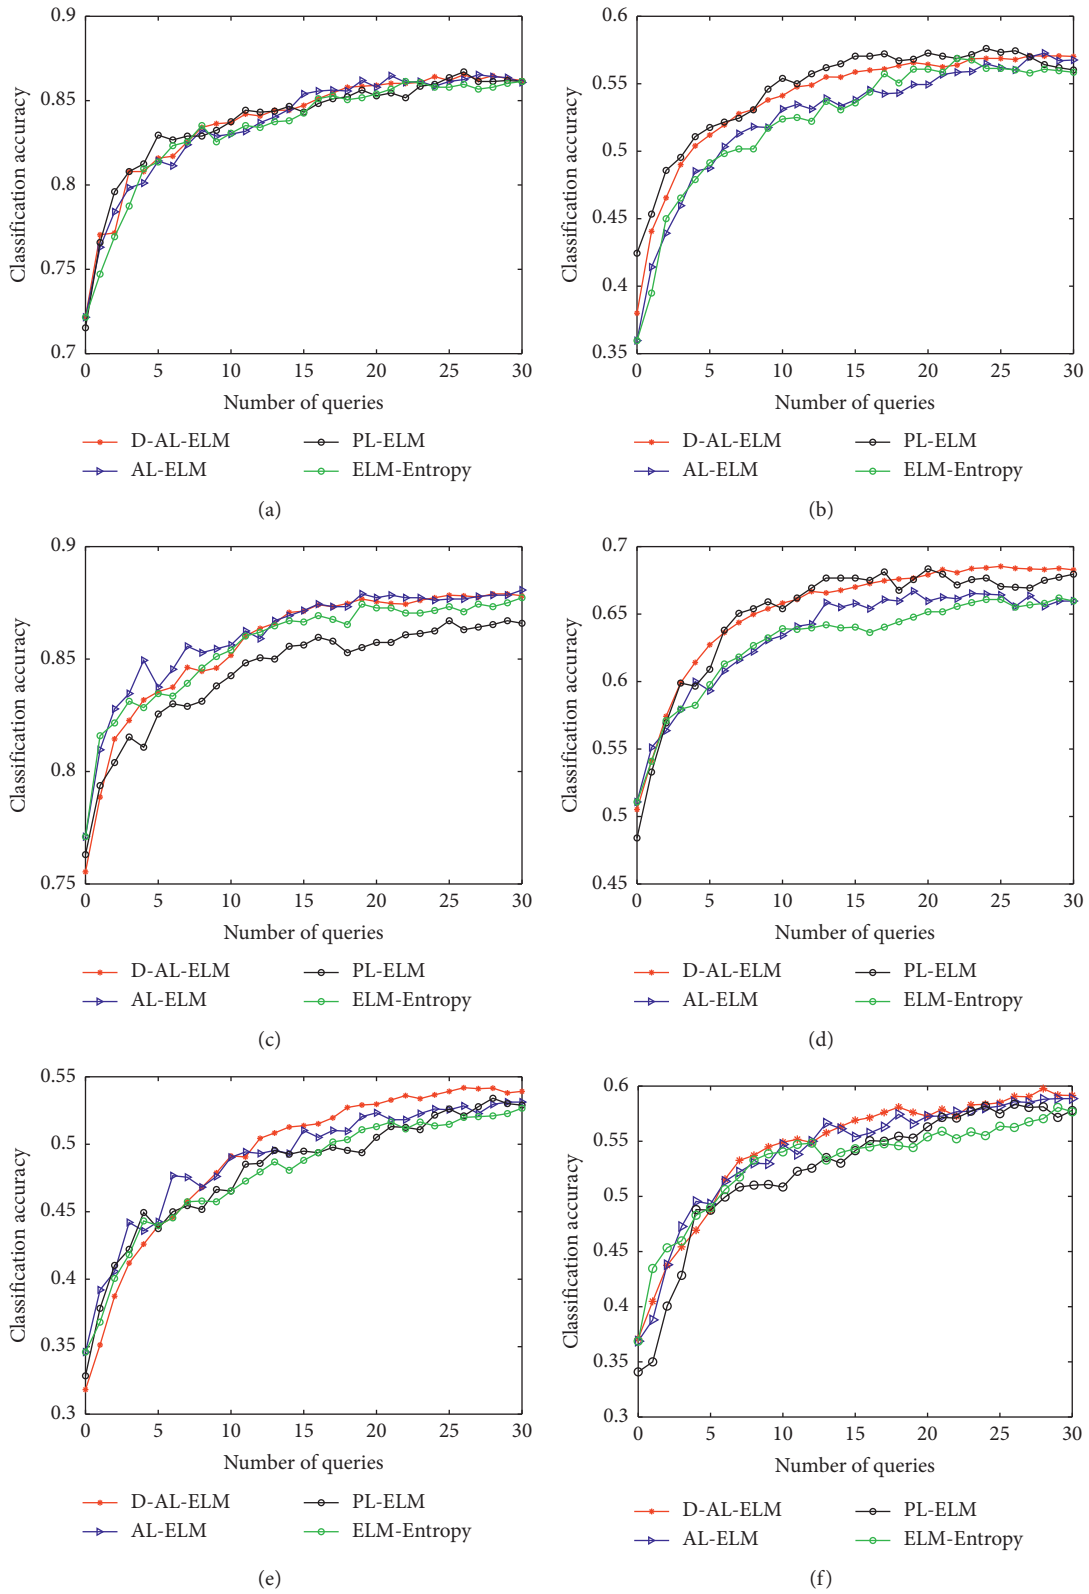 0.9
0.85
0.8
0.75
0.7
Classification accuracy
0 5 10 15 20 25 30
Number of queries
D-AL-ELM
AL-ELM
PL-ELM
ELM-Entropy
(a)
0.6
0.55
0.5
0.45
0.4
0.35
Classification accuracy
0 5 10 15 20 25 30
Number of queries
D-AL-ELM
AL-ELM
PL-ELM
ELM-Entropy
(b)
0.9
0.85
0.8
0.75
Classification accuracy
0 5 10 15 20 25 30
Number of queries
D-AL-ELM
AL-ELM
PL-ELM
ELM-Entropy
(c)
0.7
0.65
0.6
0.55
0.5
0.45
Classification accuracy
0 5 10 15 20 25 30
Number of queries
D-AL-ELM
AL-ELM
PL-ELM
ELM-Entropy
(d)
0.55
0.5
0.45
0.4
0.35
0.3
Classification accuracy
0 5 10 15 20 25 30
Number of queries
D-AL-ELM
AL-ELM
PL-ELM
ELM-Entropy
(e)
0.6
0.55
0.5
0.45
0.4
0.35
0.3
Classification accuracy
0 5 10 15 20 25 30
Number of queries
D-AL-ELM
AL-ELM
PL-ELM
ELM-Entropy
(f)